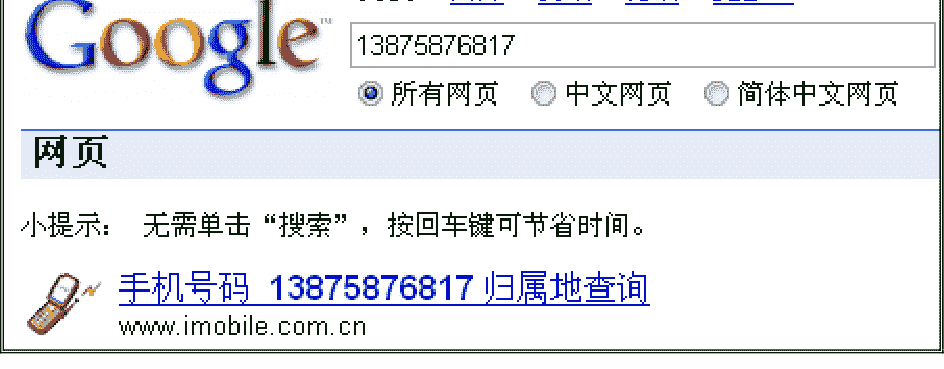 Google™
13875876817
所有网页 中文网页 简体中文网页
网页
小提示： 无需单击“搜索”，按回车键可节省时间。
手机号码 13875876817 归属地查询
www.imobile.com.cn